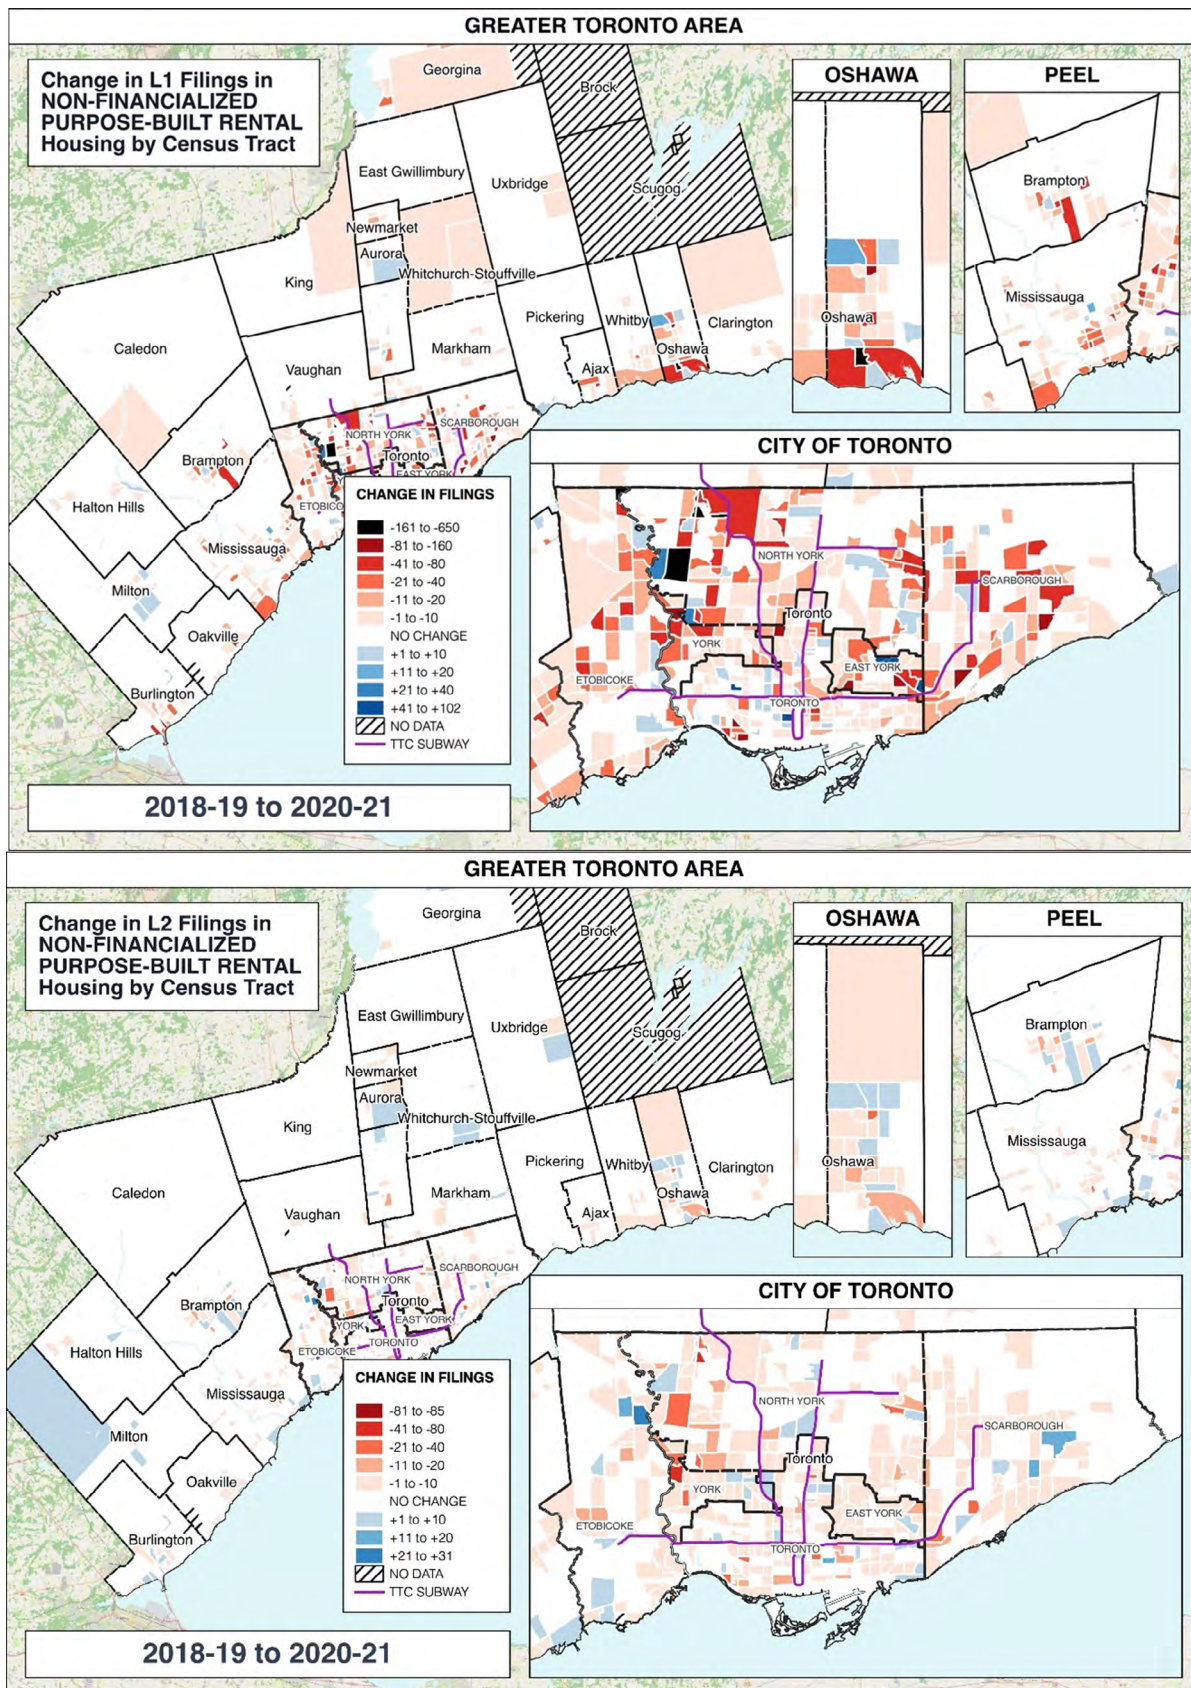 GREATER TORONTO AREA
Change in L1 Filings in
NON-FINANCIALIZED
PURPOSE-BUILT RENTAL
Housing by Census Tract
Georgina
Brock
East Gwillimbury
Uxbridge
Scugog
Newmarket
Aurora
Whitchurch-Stouffville
King
Pickering
Whitby
Clarington
Caledon
Vaughan
Markham
Ajax
Oshawa
NORTH YORK
SCARBOROUGH
Toronto
EAST YORK
Brampton
ETOBICO
Halton Hills
Mississauga
Milton
Oakville
Burlington
CHANGE IN FILINGS
-161 to -650
-81 to -160
-41 to -80
-21 to -40
-11 to -20
-1 to -10
NO CHANGE
+1 to +10
+11 to +20
+21 to +40
+41 to +102
NO DATA
TTC SUBWAY
2018-19 to 2020-21
OSHAWA
Oshawa
PEEL
Brampton
Mississauga
CITY OF TORONTO
NORTH YORK
SCARBOROUGH
Toronto
YORK
EAST YORK
ETOBICOKE
TORONTO
GREATER TORONTO AREA
Change in L2 Filings in
NON-FINANCIALIZED
PURPOSE-BUILT RENTAL
Housing by Census Tract
Georgina
Brock
East Gwillimbury
Uxbridge
Scugog
Newmarket
Aurora
Whitchurch-Stouffville
King
Pickering
Whitby
Clarington
Caledon
Vaughan
Markham
Oshawa
Ajax
NORTH YORK
SCARBOROUGH
Toronto
Brampton
YORK
EAST YORK
TORONTO
ETOBICOKE
Halton Hills
Mississauga
Milton
Oakville
Burlington
CHANGE IN FILINGS
-81 to -85
-41 to -80
-21 to -40
-11 to -20
-1 to -10
NO CHANGE
+1 to +10
+11 to +20
+21 to +31
NO DATA
TTC SUBWAY
2018-19 to 2020-21
OSHAWA
Oshawa
PEEL
Brampton
Mississauga
CITY OF TORONTO
NORTH YORK
SCARBOROUGH
Toronto
YORK
EAST YORK
ETOBICOKE
TORONTO